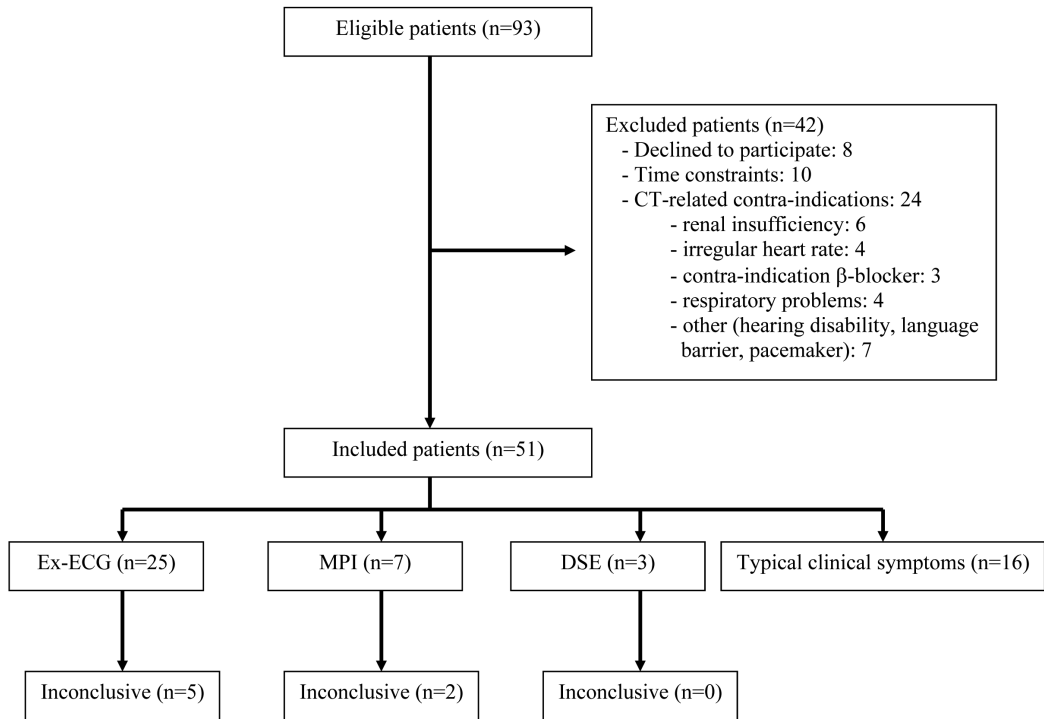 Eligible patients (n=93)
Excluded patients (n=42)
- Declined to participate: 8
- Time constraints: 10
- CT-related contra-indications: 24
- renal insufficiency: 6
- irregular heart rate: 4
- contra-indication β-blocker: 3
- respiratory problems: 4
- other (hearing disability, language
barrier, pacemaker): 7
Included patients (n=51)
Ex-ECG (n=25)
MPI (n=7)
DSE (n=3)
Typical clinical symptoms (n=16)
Inconclusive (n=5)
Inconclusive (n=2)
Inconclusive (n=0)